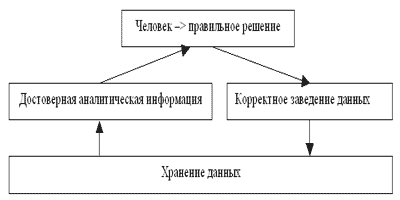 Человек –> правильное решение
Достоверная аналитическая информация
Корректное заведение данных
Хранение данных